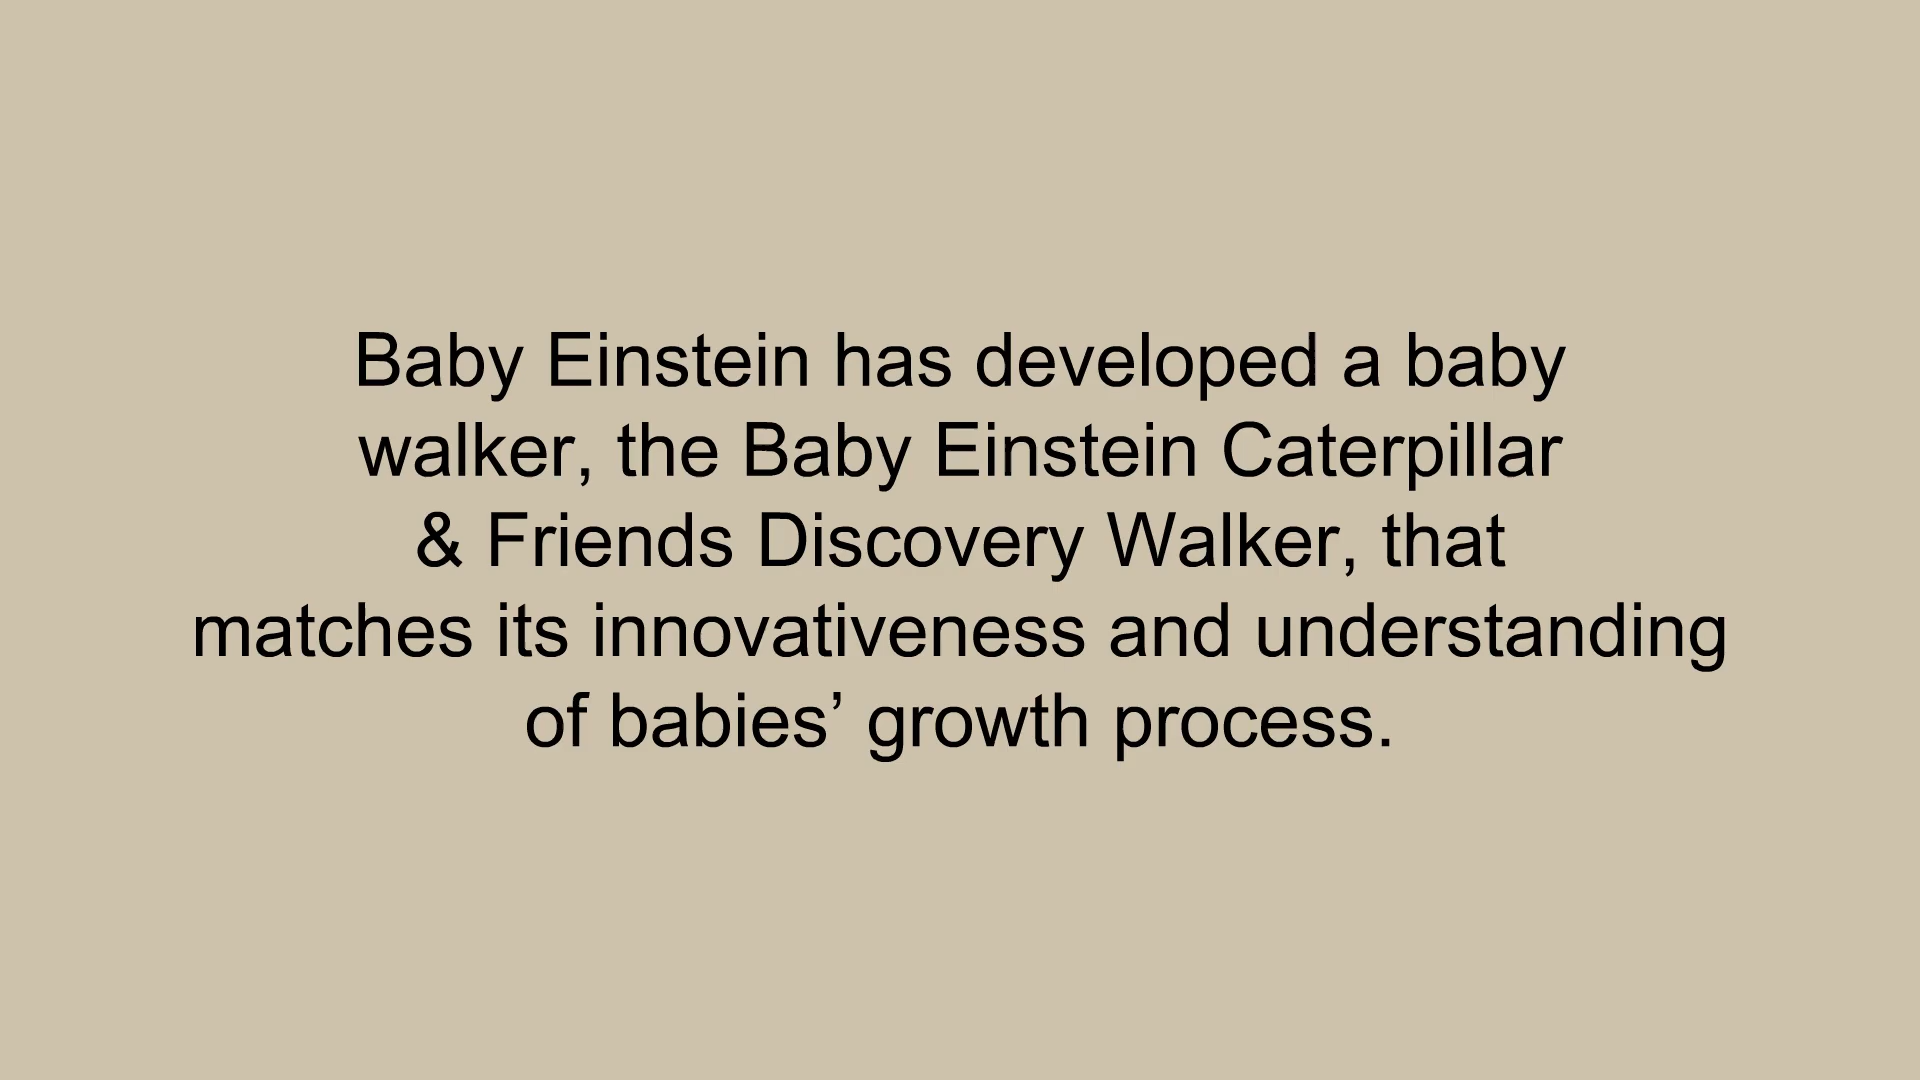 Baby Einstein has developed a baby
walker, the Baby Einstein Caterpillar
& Friends Discovery Walker, that
matches its innovativeness and understanding
of babies’ growth process.